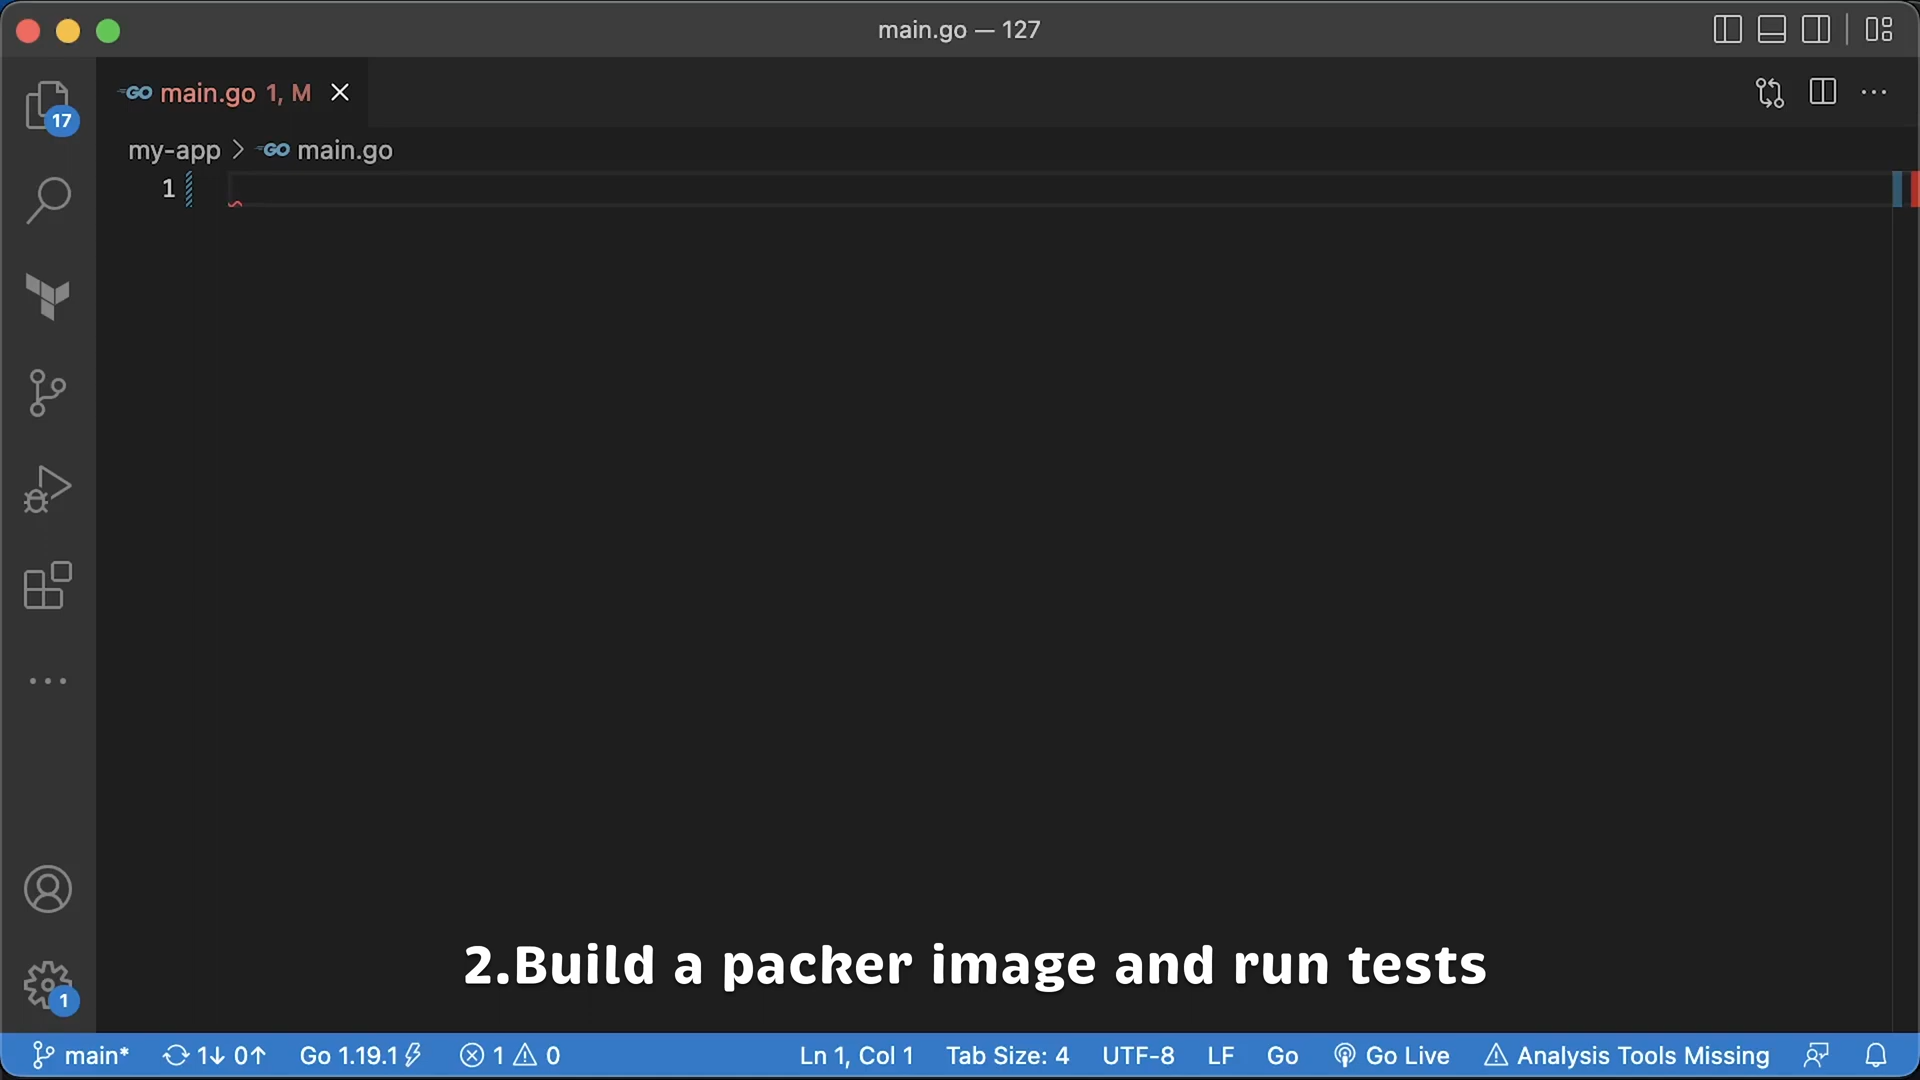 main.go — 127
GO main.go 1, M
17
my-app > GO main.go
1
2.Build a packer image and run tests
1
main* 1↓ 0↑ Go 1.19.1 1 0 Ln 1, Col 1 Tab Size: 4 UTF-8 LF Go Go Live Analysis Tools Missing